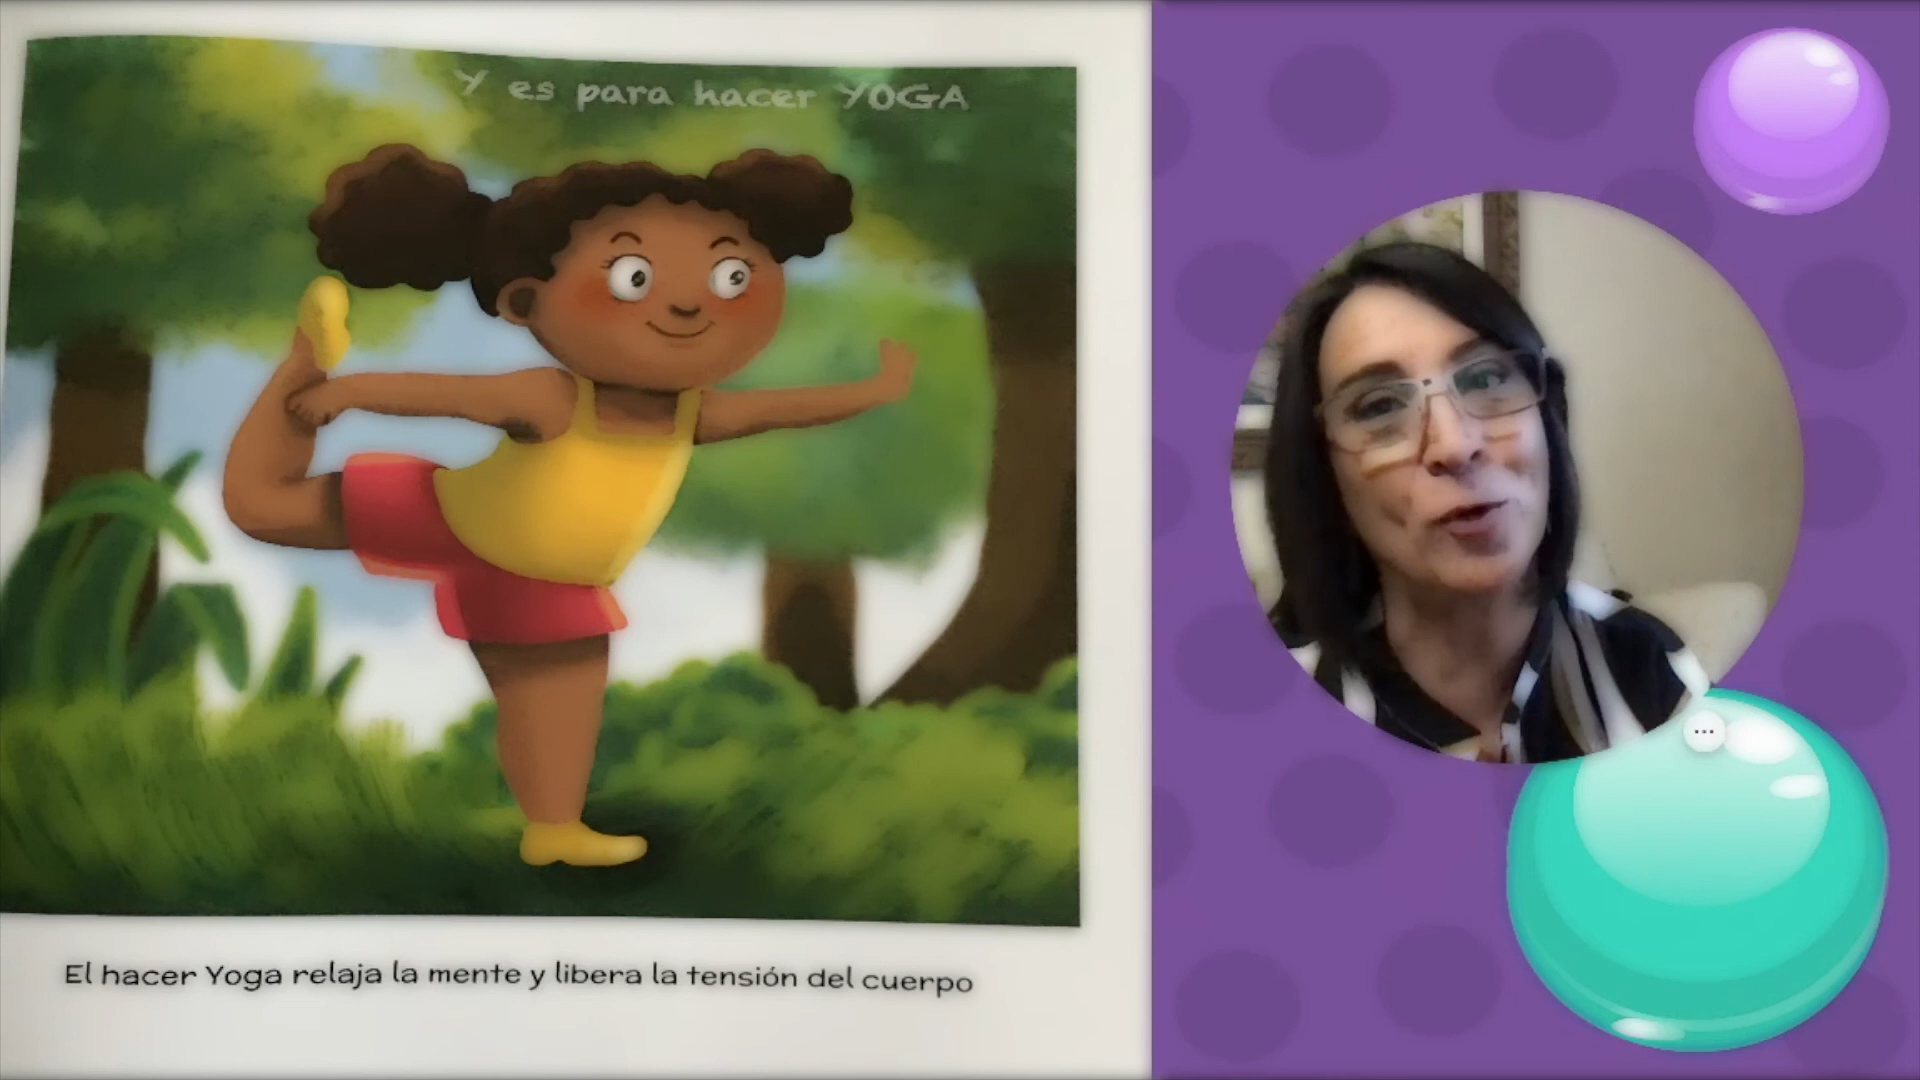 Y es para hacer YOGA
El hacer Yoga relaja la mente y libera la tensión del cuerpo